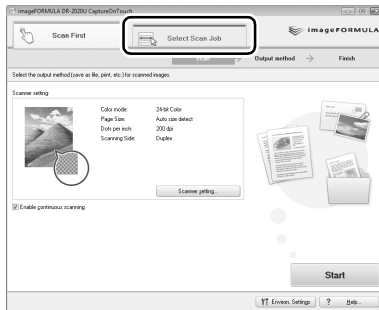 imageFORMULA DR-2020U CaptureOnTouch
Scan First
Select Scan Job
imageFORMULA
Scan
Output method
Finish
Select the output method (save as file, print, etc.) for scanned images.
Scanner setting:
Color mode: 24-bit Color
Page Size: Auto size detect
Dots per inch: 200 dpi
Scanning Side: Duplex
Scanner setting...
Enable continuous scanning
Start
Environ. Settings
? Help...